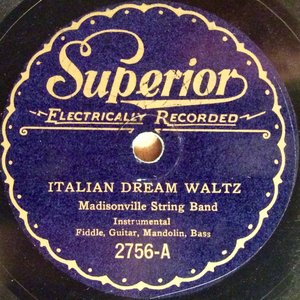 Superior
ELECTRICALLY RECORDED
ITALIAN DREAM WALTZ
Madisonville String Band
Instrumental
Fiddle, Guitar, Mandolin, Bass
2756-A